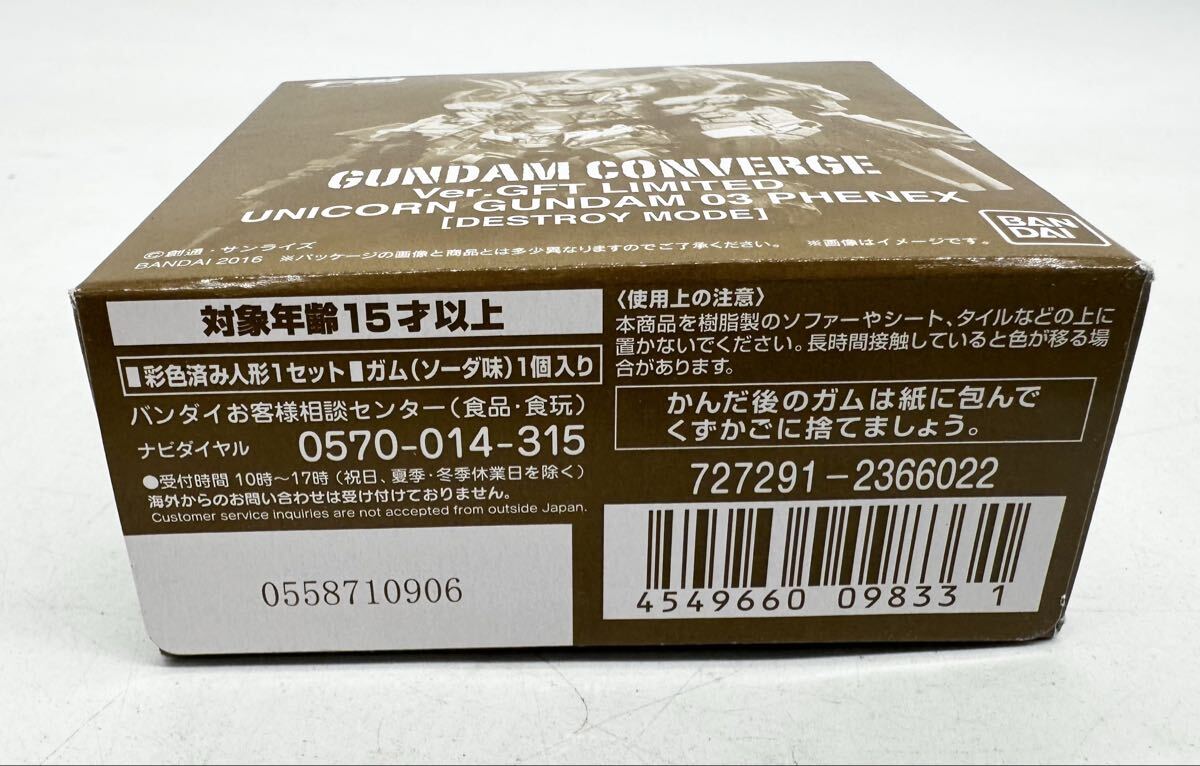 GUNDAM CONVERGE
Ver.GFT LIMITED
UNICORN GUNDAM 03 PHENEX
[DESTROY MODE]
BAN
DAI
©創通・サンライズ
BANDAI 2016 ※パッケージの画像と商品とは多少異なりますのでご了承ください。 ※画像はイメージです。
対象年齢15才以上
■彩色済み人形1セット■ガム(ソーダ味)1個入り
バンダイお客様相談センター(食品・食玩)
ナビダイヤル 0570-014-315
●受付時間 10時〜17時(祝日、夏季・冬季休業日を除く)
海外からのお問い合わせは受け付けておりません。
Customer service inquiries are not accepted from outside Japan.
0558710906
〈使用上の注意〉
本商品を樹脂製のソファーやシート、タイルなどの上に
置かないでください。長時間接触していると色が移る場
合があります。
かんだ後のガムは紙に包んで
くずかごに捨てましょう。
727291-2366022
4549660 09833 1